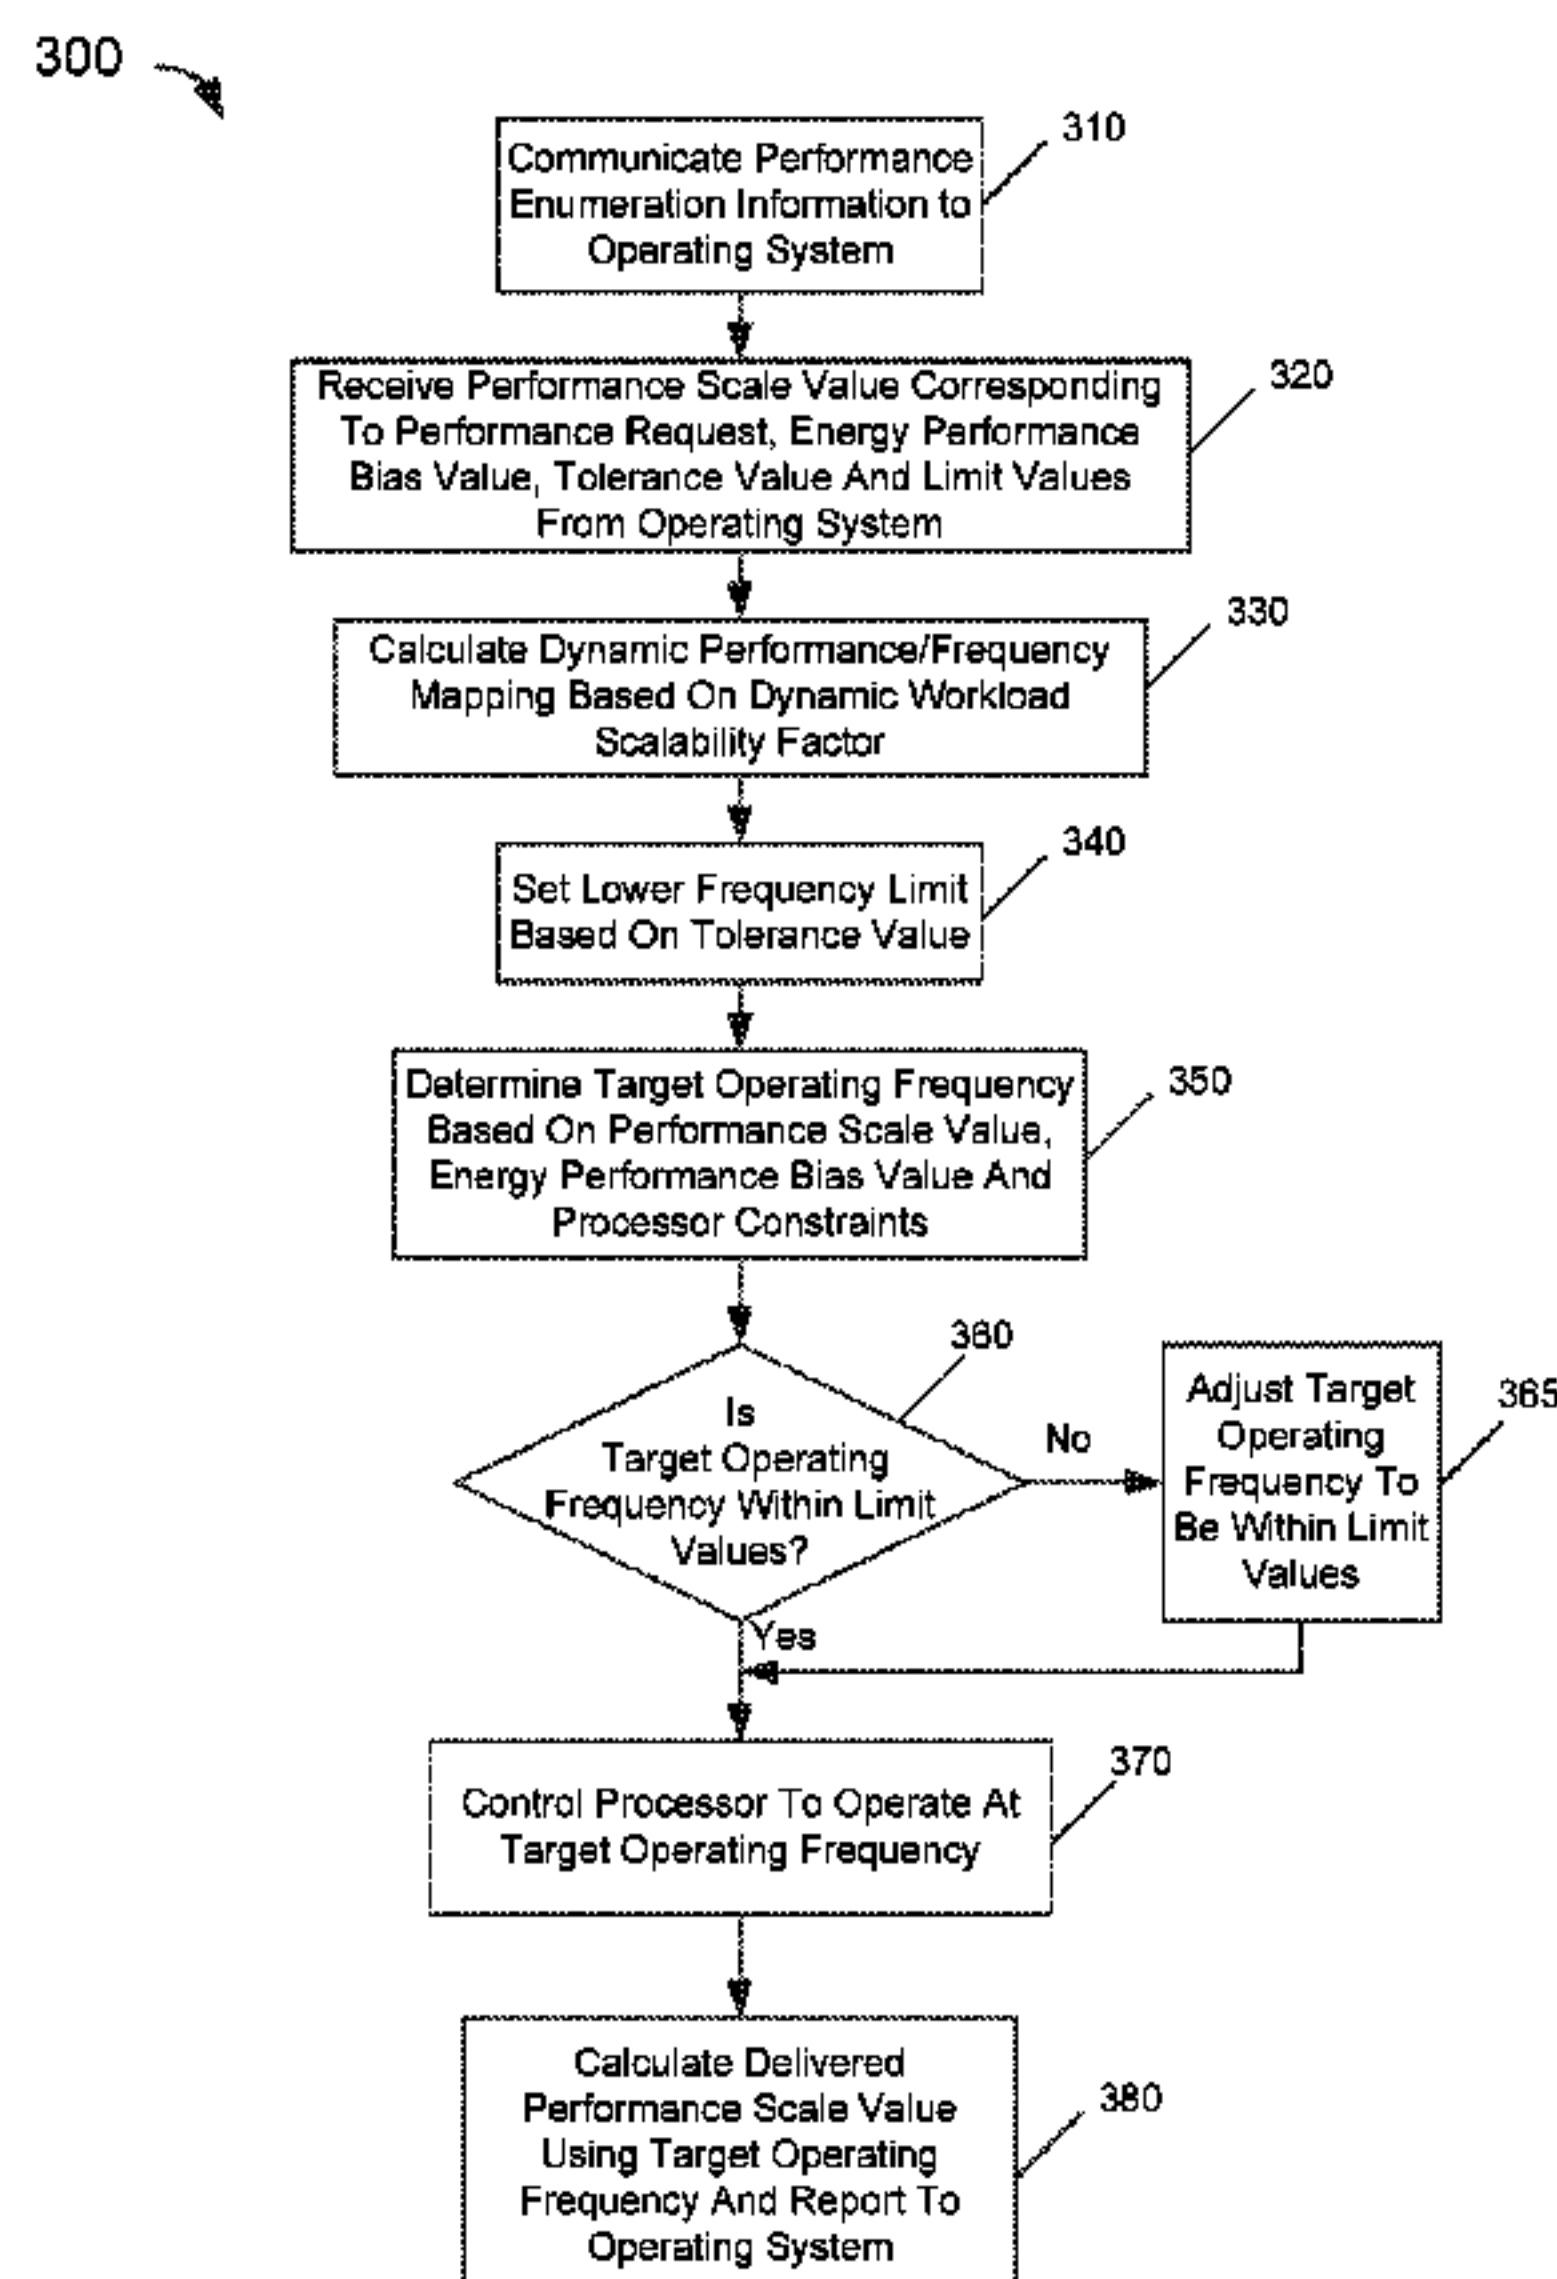 300
310
Communicate Performance
Enumeration Information to
Operating System
320
Receive Performance Scale Value Corresponding
To Performance Request, Energy Performance
Bias Value, Tolerance Value And Limit Values
From Operating System
330
Calculate Dynamic Performance/Frequency
Mapping Based On Dynamic Workload
Scalability Factor
340
Set Lower Frequency Limit
Based On Tolerance Value
350
Determine Target Operating Frequency
Based On Performance Scale Value,
Energy Performance Bias Value And
Processor Constraints
360
Is
Target Operating
Frequency Within Limit
Values?
No
365
Adjust Target
Operating
Frequency To
Be Within Limit
Values
Yes
370
Control Processor To Operate At
Target Operating Frequency
380
Calculate Delivered
Performance Scale Value
Using Target Operating
Frequency And Report To
Operating System